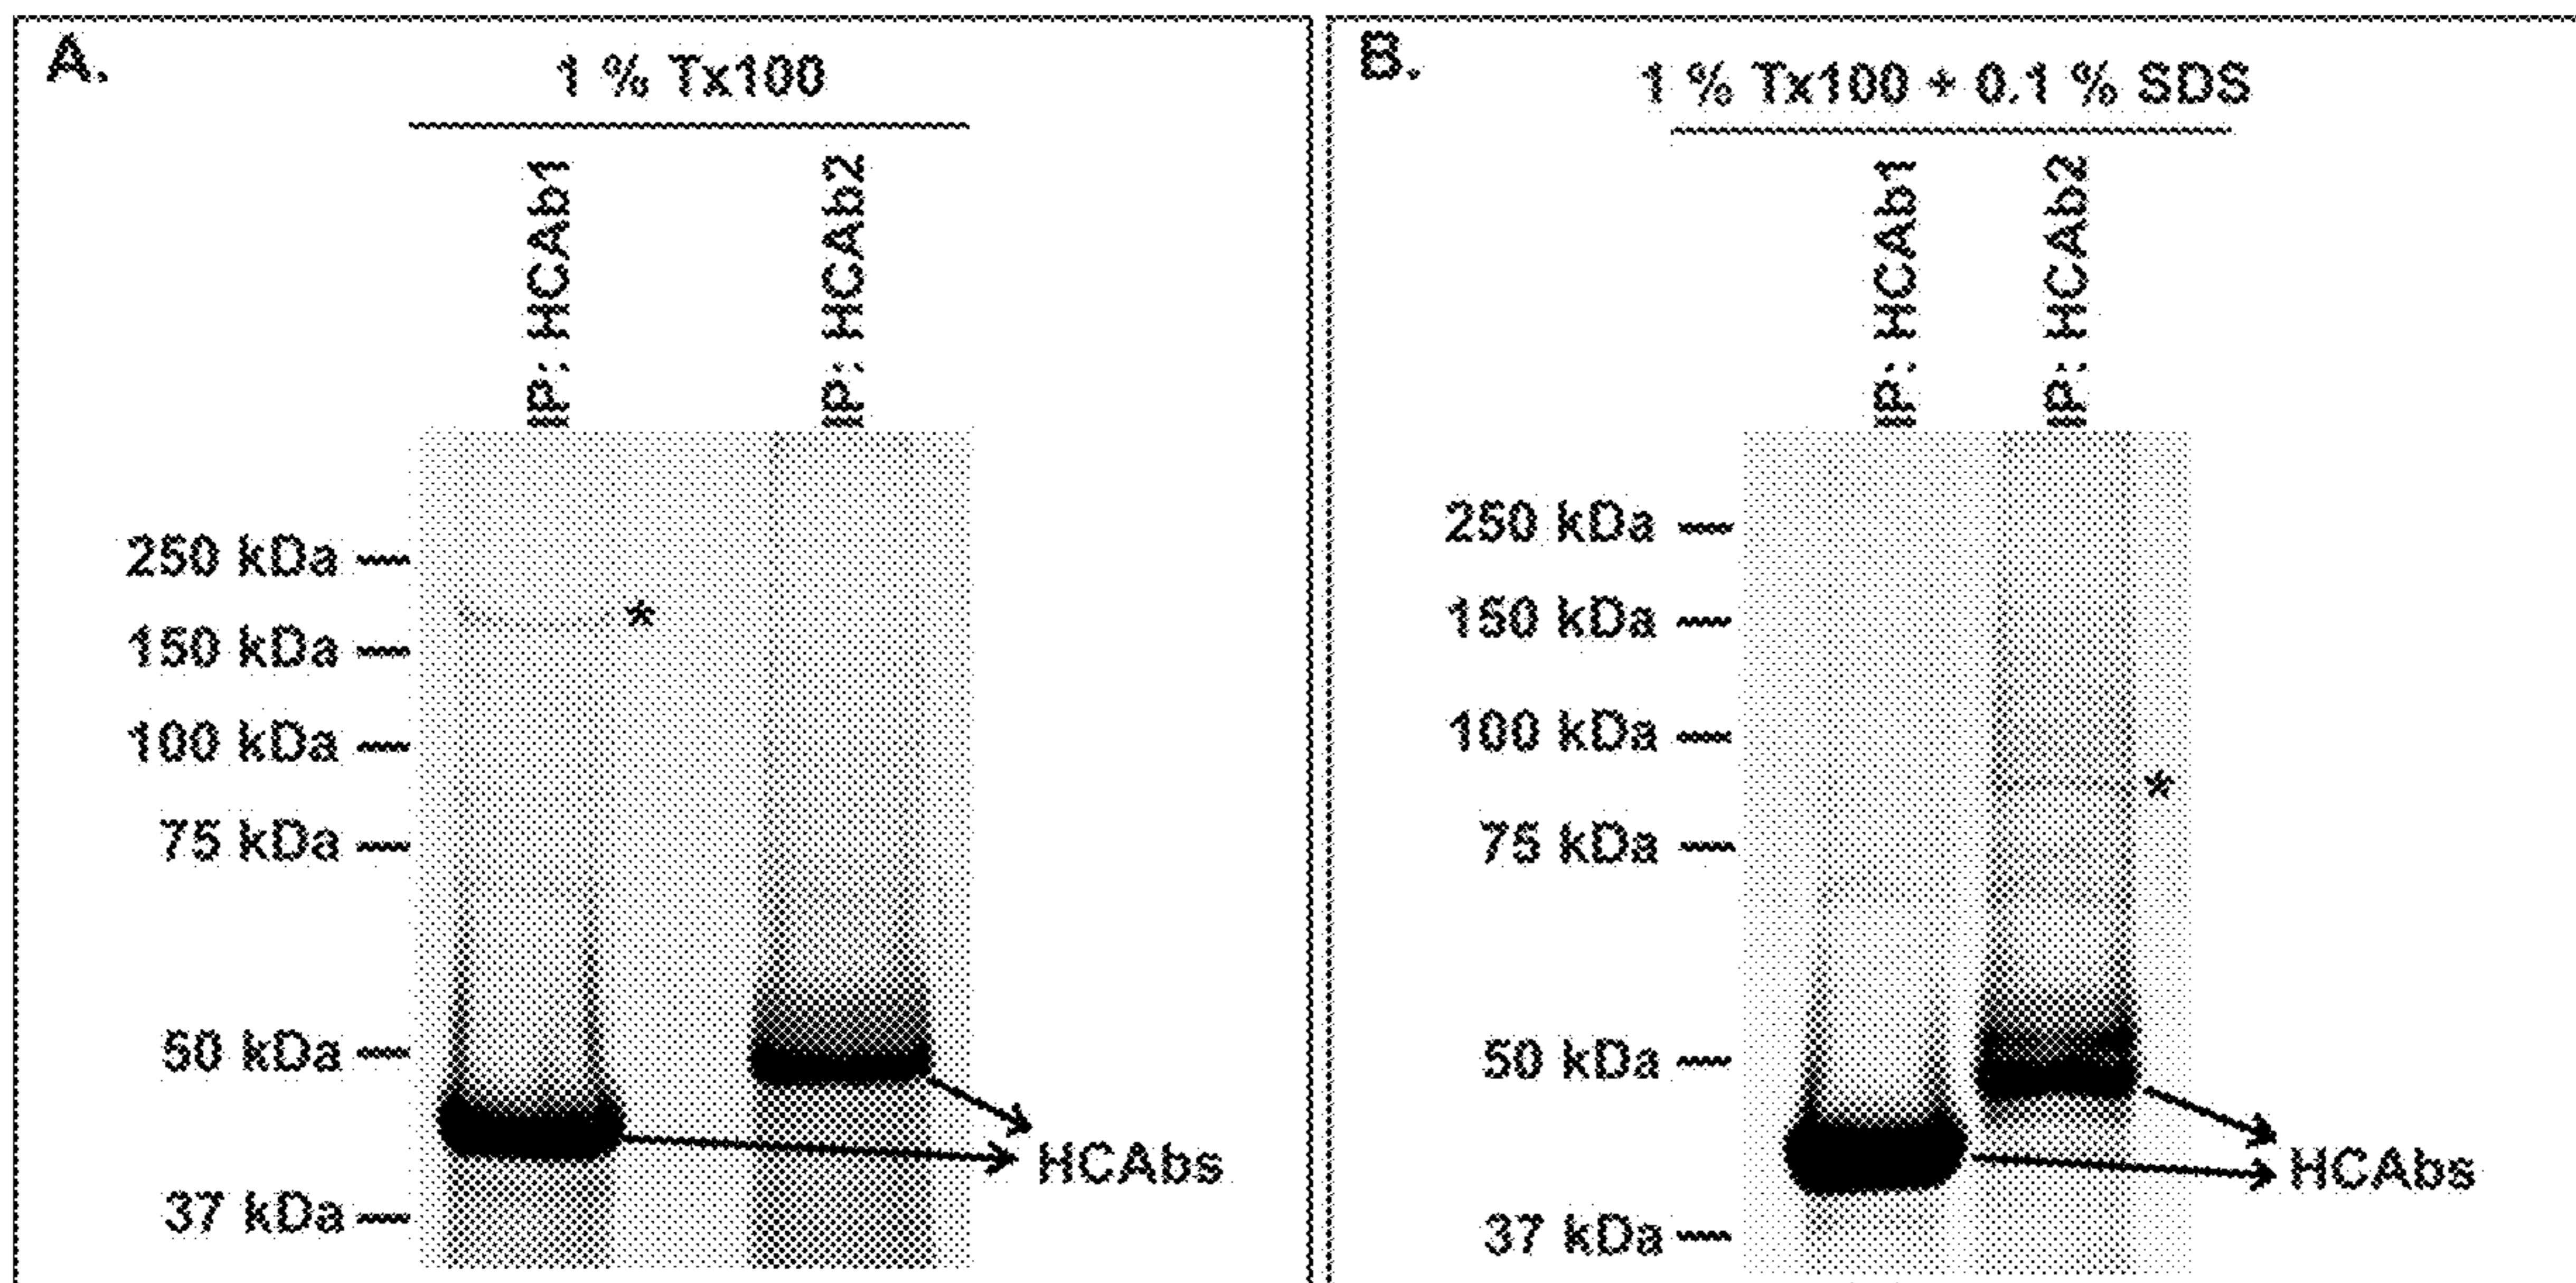 A.
1 % Tx100
IP: HCAb1
IP: HCAb2
250 kDa
150 kDa
*
100 kDa
75 kDa
50 kDa
37 kDa
HCAbs
B.
1 % Tx100 + 0.1 % SDS
IP: HCAb1
IP: HCAb2
250 kDa
150 kDa
100 kDa
*
75 kDa
50 kDa
37 kDa
HCAbs